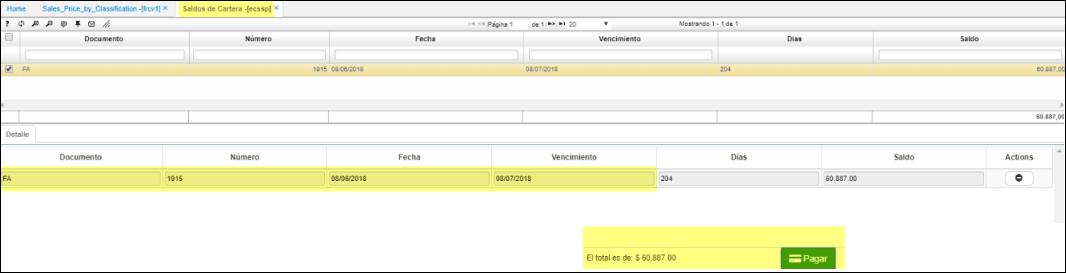 Home Sales_Price_by_Classification -[frcv1] × Saldos de Cartera -[ecssp] ×
? Página 1 de 1 20 Mostrando 1 - 1 de 1
Documento Número Fecha Vencimiento Dias Saldo
FA 1915 08/06/2018 08/07/2018 204 60.887.00
60.887,00
Detalle
Documento Número Fecha Vencimiento Días Saldo Actions
FA 1915 08/06/2018 08/07/2018 204 60,887.00
El total es de: $ 60,887.00 Pagar